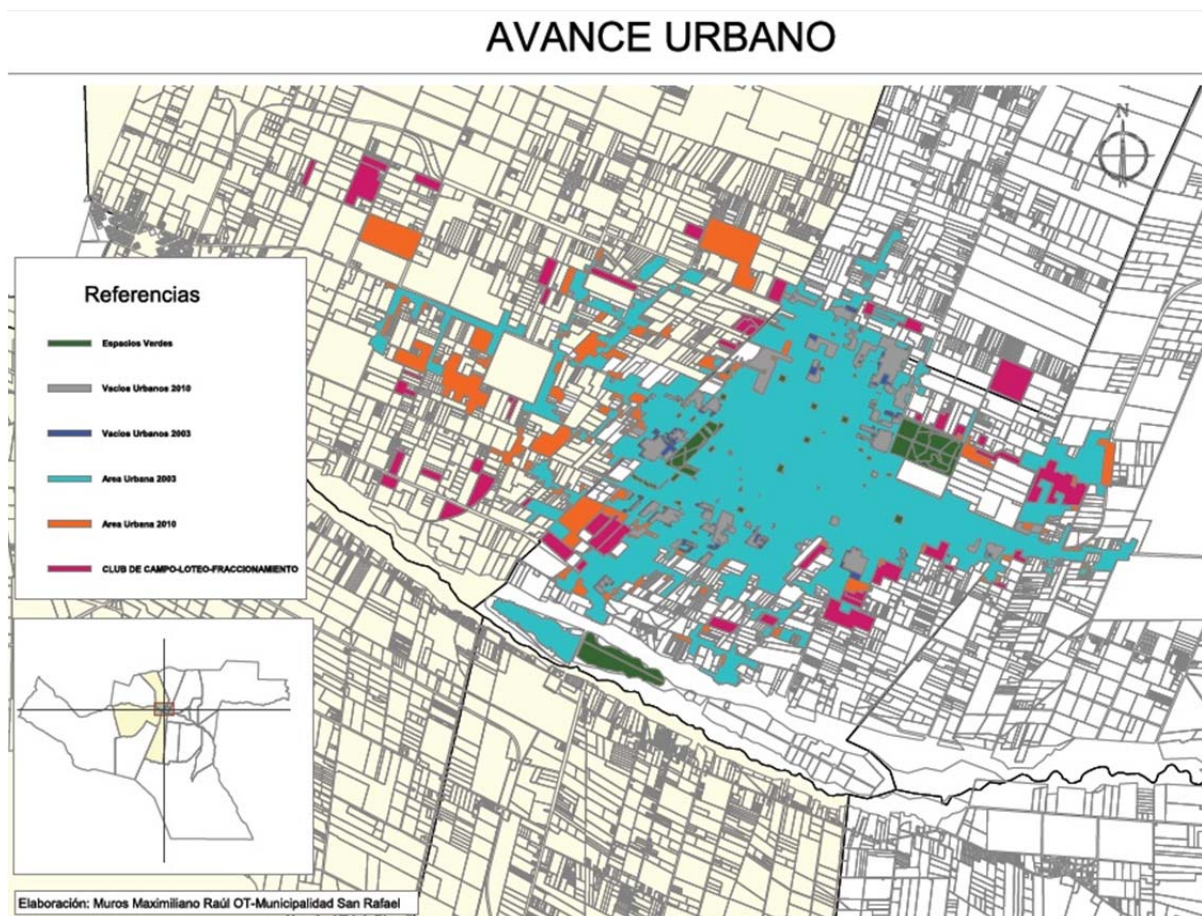 AVANCE URBANO
N
Referencias
Espacios Verdes
Vacios Urbanos 2010
Vacios Urbanos 2003
Area Urbana 2003
Area Urbana 2010
CLUB DE CAMPO-LOTEO-FRACCIONAMIENTO
Elaboración: Muros Maximiliano Raúl OT-Municipalidad San Rafael